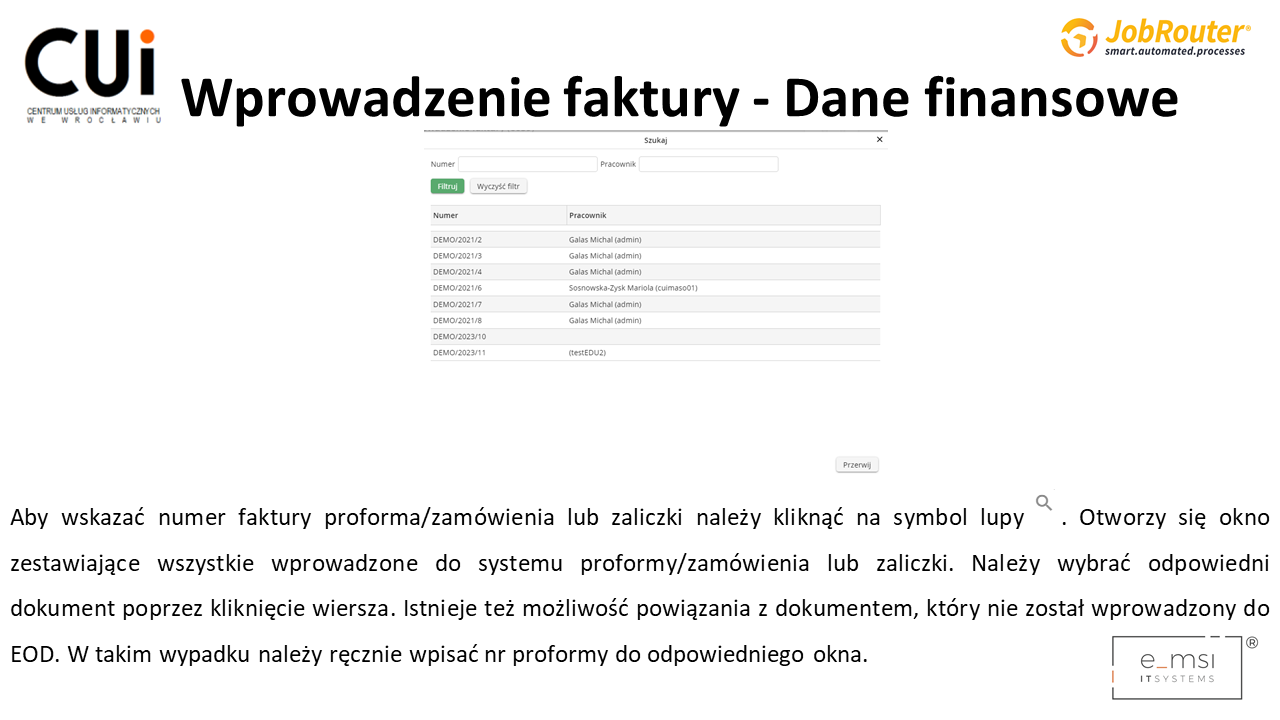 CUi
CENTRUM USŁUG INFORMATYCZNYCH
WE WROCŁAWIU
JobRouter®
smart.automated.processes
Wprowadzenie faktury - Dane finansowe
Szukaj ×
Numer Pracownik
Filtruj Wyczyść filtr
Numer Pracownik
DEMO/2021/2 Galas Michal (admin)
DEMO/2021/3 Galas Michal (admin)
DEMO/2021/4 Galas Michal (admin)
DEMO/2021/6 Sosnowska-Zysk Mariola (cuimaso01)
DEMO/2021/7 Galas Michal (admin)
DEMO/2021/8 Galas Michal (admin)
DEMO/2023/10
DEMO/2023/11 (testEDU2)
Przerwij
Aby wskazać numer faktury proforma/zamówienia lub zaliczki należy kliknąć na symbol lupy . Otworzy się okno
zestawiające wszystkie wprowadzone do systemu proformy/zamówienia lub zaliczki. Należy wybrać odpowiedni
dokument poprzez kliknięcie wiersza. Istnieje też możliwość powiązania z dokumentem, który nie został wprowadzony do
EOD. W takim wypadku należy ręcznie wpisać nr proformy do odpowiedniego okna.
e_msi ®
ITSYSTEMS